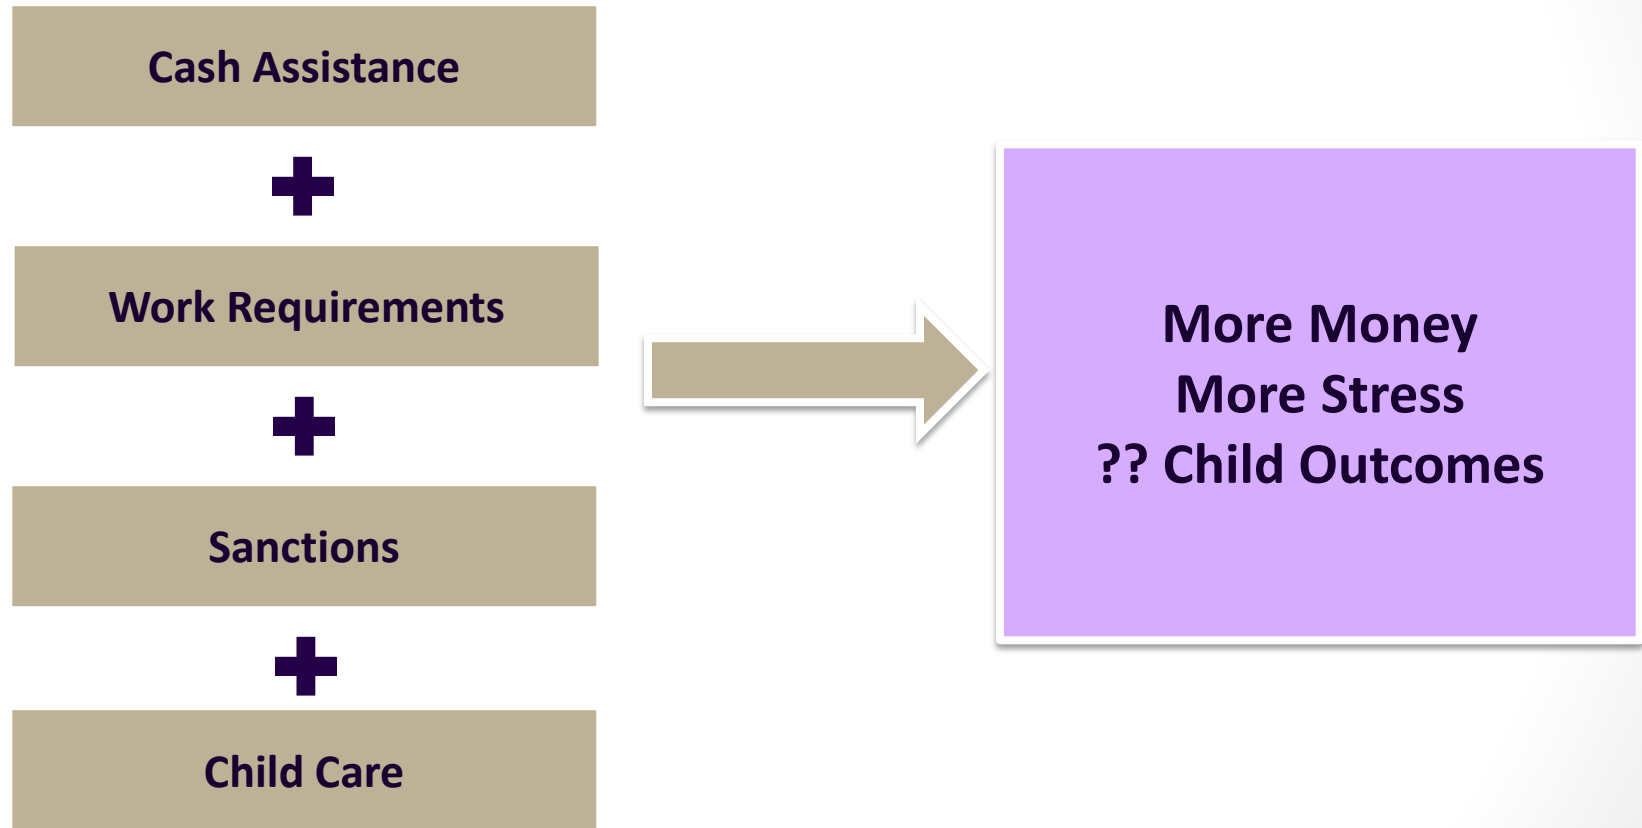 Cash Assistance
Work Requirements
Sanctions
Child Care
More Money
More Stress
?? Child Outcomes